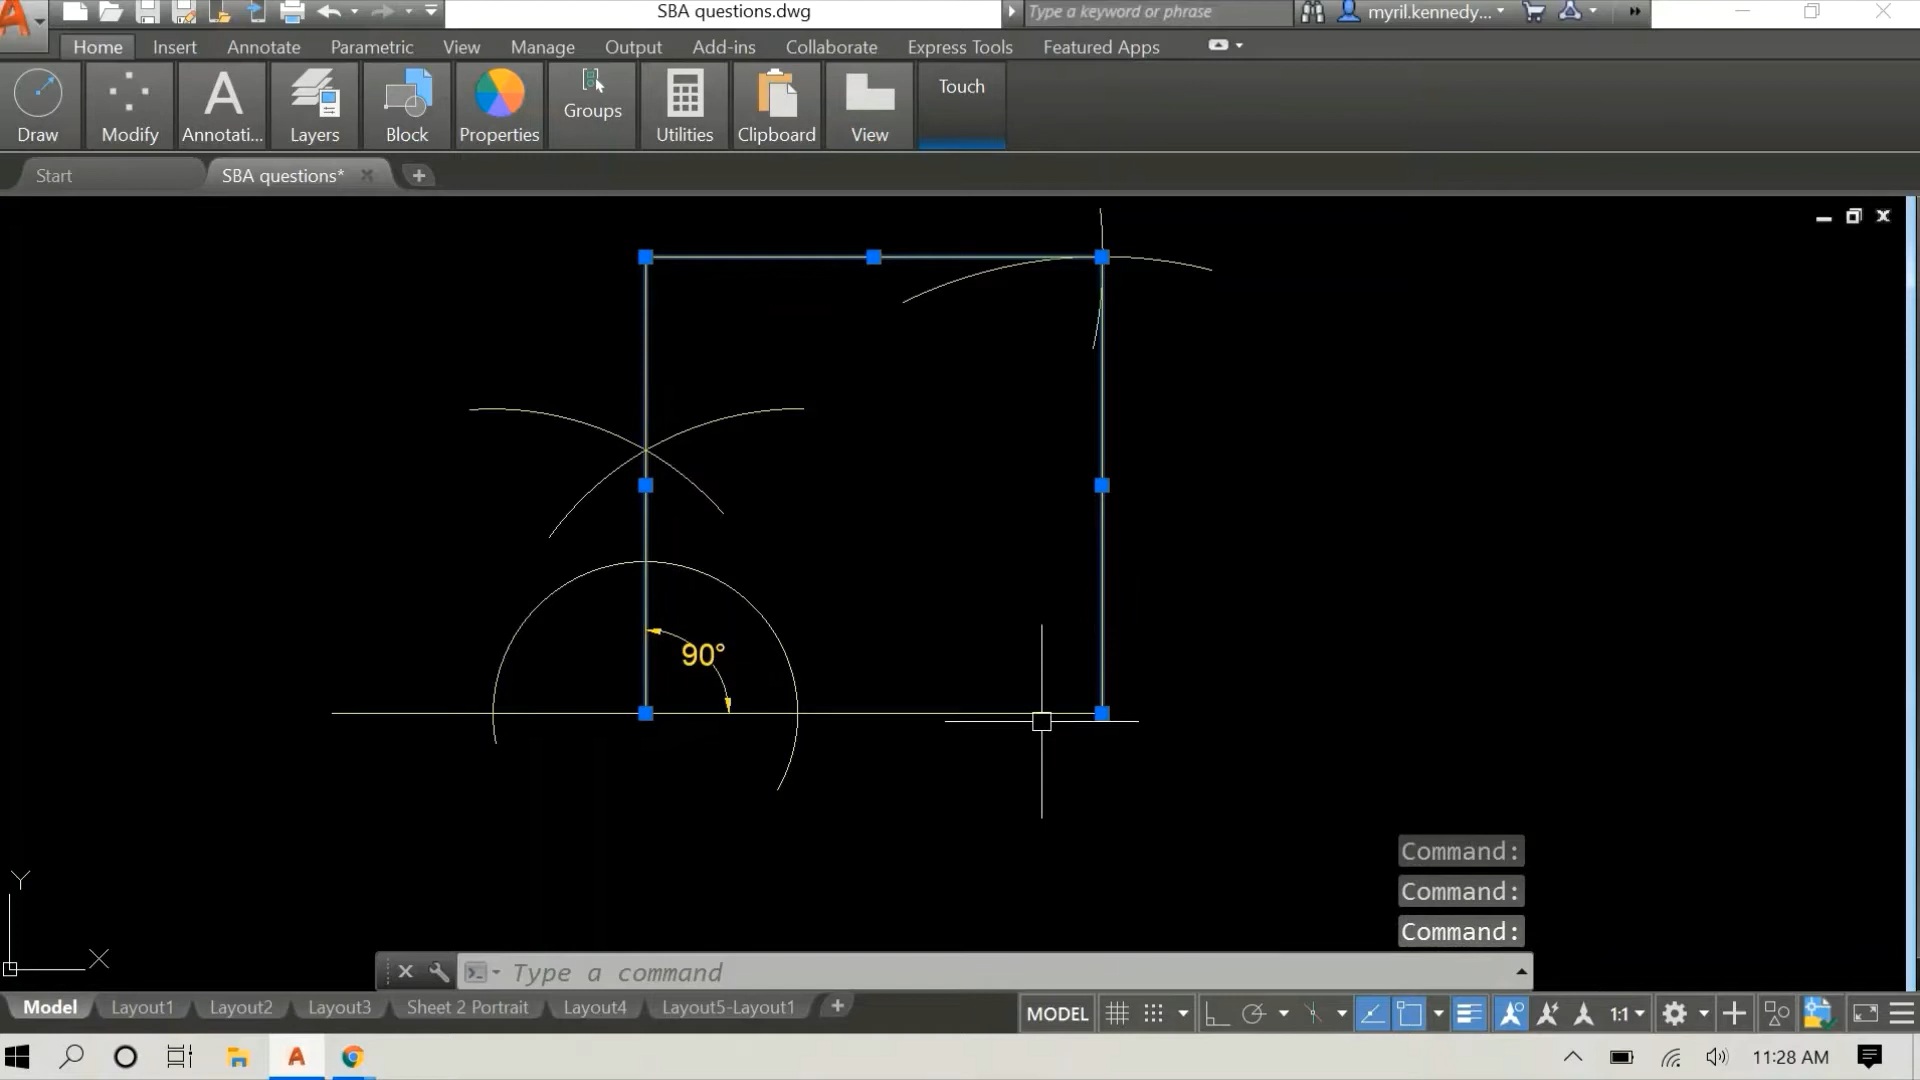 SBA questions.dwg
Type a keyword or phrase
myril.kennedy...
Home Insert Annotate Parametric View Manage Output Add-ins Collaborate Express Tools Featured Apps
Draw Modify Annotati... Layers Block Properties Groups Utilities Clipboard View Touch
Start SBA questions*
90°
Command:
Command:
Command:
Y
X
Type a command
Model Layout1 Layout2 Layout3 Sheet 2 Portrait Layout4 Layout5-Layout1
MODEL 1:1
11:28 AM